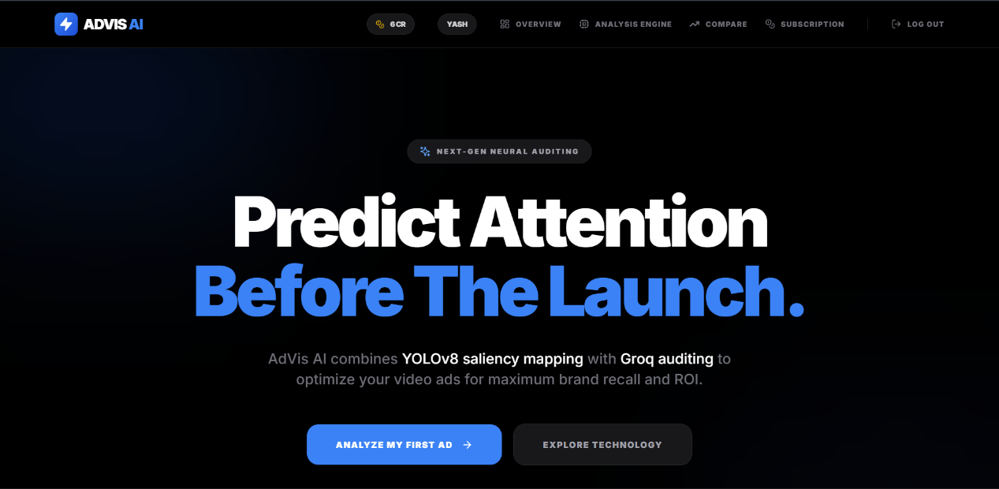 ADVIS AI
6CR
YASH
OVERVIEW
ANALYSIS ENGINE
COMPARE
SUBSCRIPTION
LOG OUT
NEXT-GEN NEURAL AUDITING
Predict Attention
Before The Launch.
AdVis AI combines YOLOv8 saliency mapping with Groq auditing to
optimize your video ads for maximum brand recall and ROI.
ANALYZE MY FIRST AD →
EXPLORE TECHNOLOGY